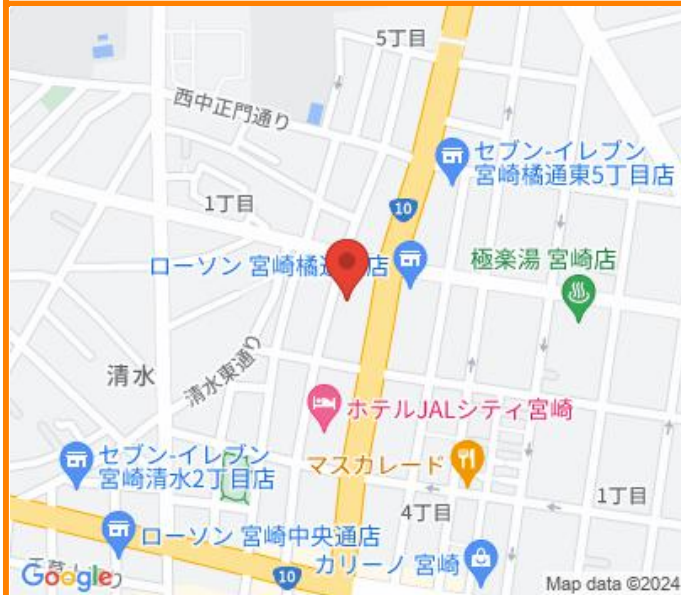 5丁目
西中正門通り
セブン-イレブン
宮崎橘通東5丁目店
1丁目
10
ローソン 宮崎橘通
店
極楽湯 宮崎店
清水東通り
清水
ホテルJALシティ宮崎
セブン-イレブン
宮崎清水2丁目店
マスカレード
1丁目
4丁目
ローソン 宮崎中央通店
カリーノ 宮崎
Google
10
Map data ©2024